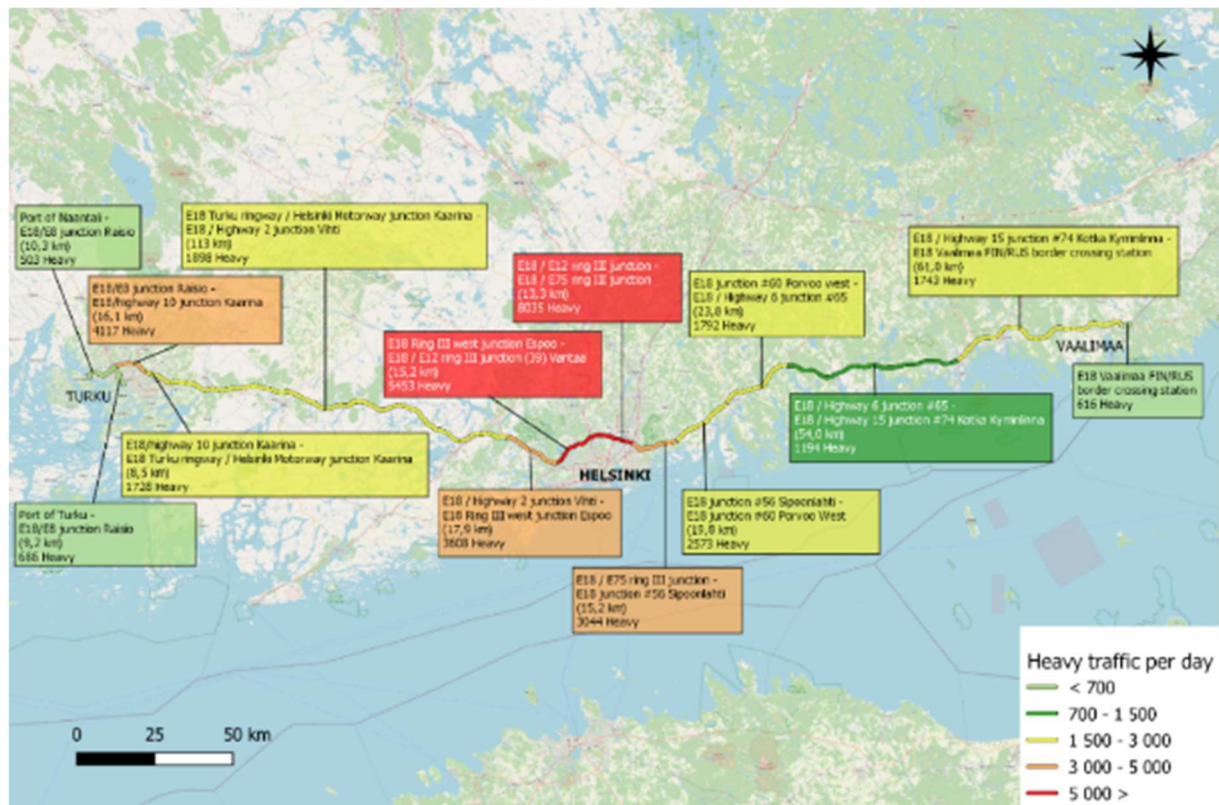 Port of Naantali -
E18/E8 junction Raisio
(10,3 km)
503 Heavy
E18 Turku ringway / Helsinki Motorway junction Kaarina -
E18 / Highway 2 junction Vihti
(113 km)
1898 Heavy
E18/E8 junction Raisio -
E18/highway 10 junction Kaarina
(16,1 km)
4117 Heavy
E18 / E12 ring III junction -
E18 / E75 ring III junction
(13,3 km)
8035 Heavy
E18 Ring III west junction Espoo -
E18 / E12 ring III junction (39) Vantaa
(15,2 km)
5453 Heavy
E18 junction #60 Porvoo west -
E18 / Highway 6 junction #65
(23,8 km)
1792 Heavy
E18 / Highway 15 junction #74 Kotka Kyminlinna -
E18 Vaalimaa FIN/RUS border crossing station
(61,0 km)
1743 Heavy
VAALIMAA
E18 Vaalimaa FIN/RUS
border crossing station
616 Heavy
TURKU
E18 / Highway 6 junction #65 -
E18 / Highway 15 junction #74 Kotka Kyminlinna
(54,0 km)
1194 Heavy
E18/highway 10 junction Kaarina -
E18 Turku ringway / Helsinki Motorway junction Kaarina
(8,5 km)
1728 Heavy
HELSINKI
Port of Turku -
E18/E8 junction Raisio
(9,2 km)
686 Heavy
E18 / Highway 2 junction Vihti -
E18 Ring III west junction Espoo
(17,9 km)
3608 Heavy
E18 junction #56 Sipoonlahti -
E18 junction #60 Porvoo West
(19,8 km)
2573 Heavy
E18 / E75 ring III junction -
E18 junction #56 Sipoonlahti
(15,2 km)
3044 Heavy
0 25 50 km
Heavy traffic per day
< 700
700 - 1 500
1 500 - 3 000
3 000 - 5 000
5 000 >